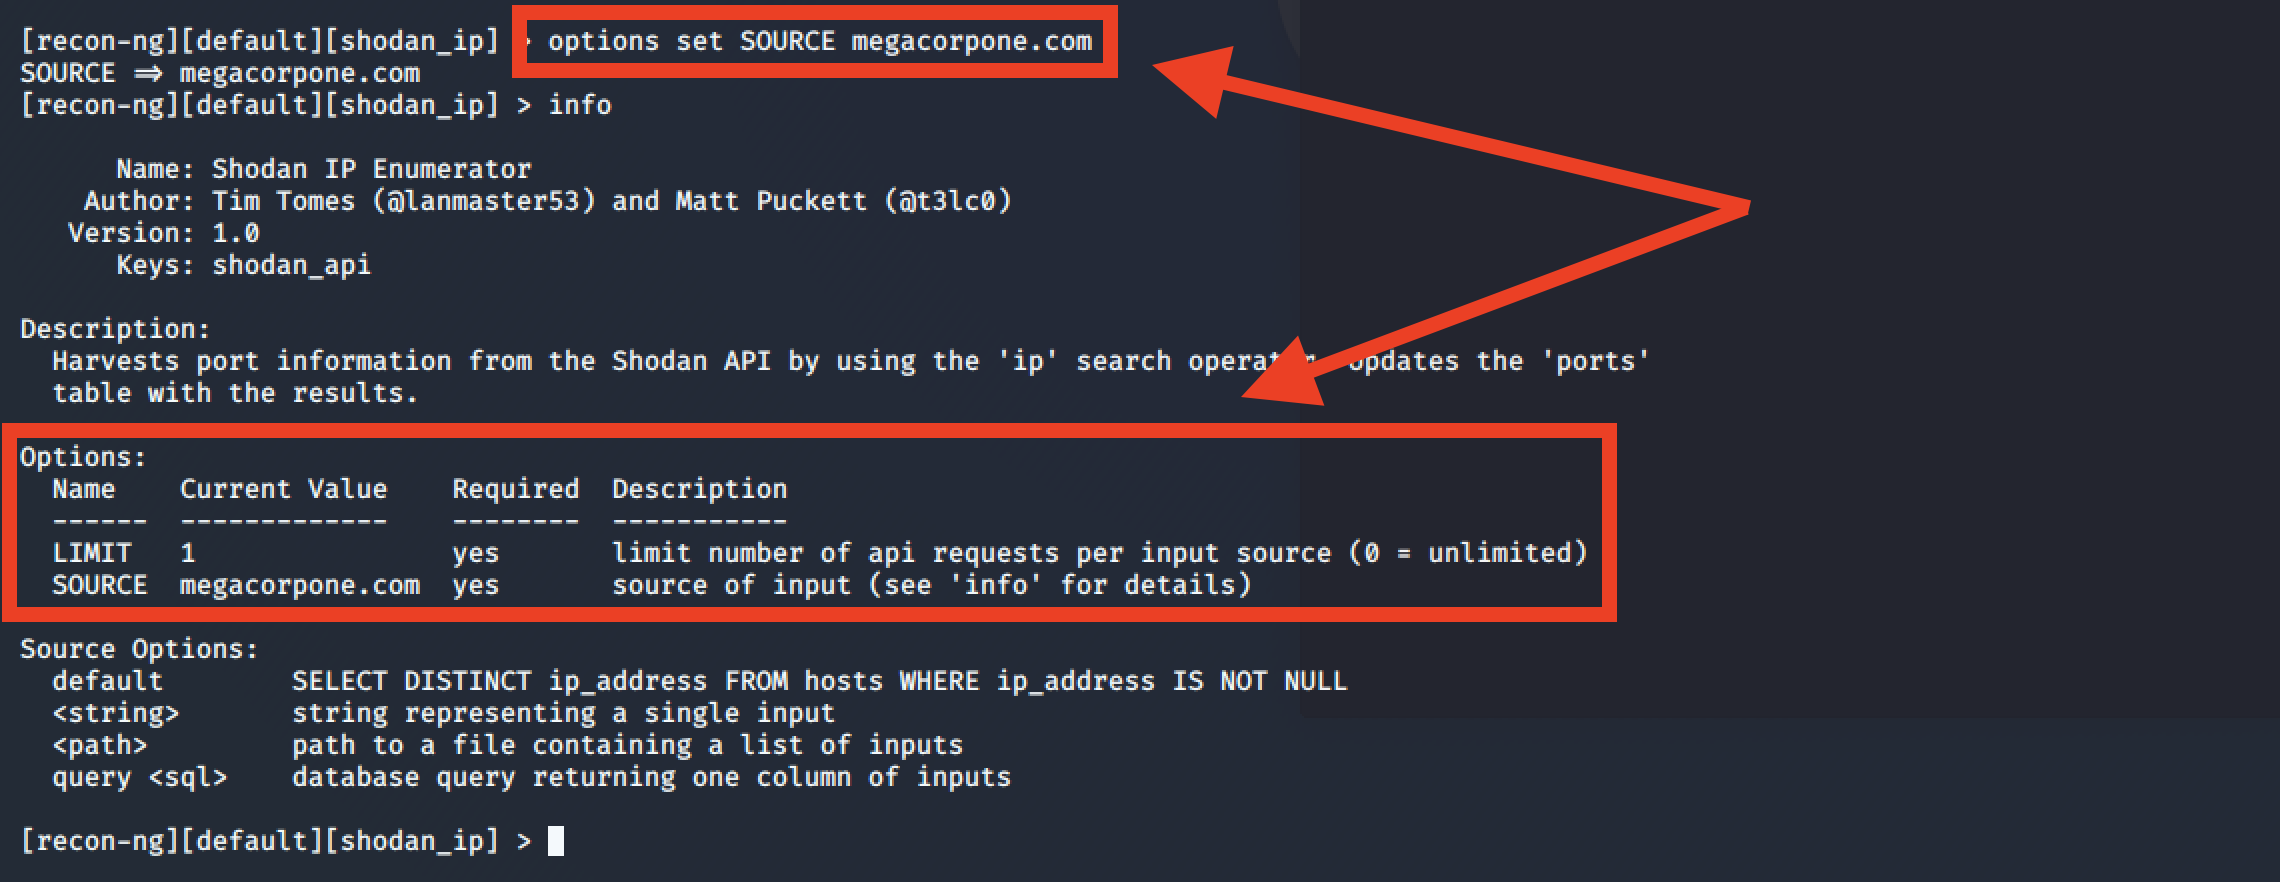 [recon-ng][default][shodan_ip] > options set SOURCE megacorpone.com
SOURCE ⇒ megacorpone.com
[recon-ng][default][shodan_ip] > info
Name: Shodan IP Enumerator
Author: Tim Tomes (@lanmaster53) and Matt Puckett (@t3lc0)
Version: 1.0
Keys: shodan_api
Description:
Harvests port information from the Shodan API by using the 'ip' search operator. Updates the 'ports'
table with the results.
Options:
Name Current Value Required Description
------ ------------- -------- -----------
LIMIT 1 yes limit number of api requests per input source (0 = unlimited)
SOURCE megacorpone.com yes source of input (see 'info' for details)
Source Options:
default SELECT DISTINCT ip_address FROM hosts WHERE ip_address IS NOT NULL
<string> string representing a single input
<path> path to a file containing a list of inputs
query <sql> database query returning one column of inputs
[recon-ng][default][shodan_ip] >